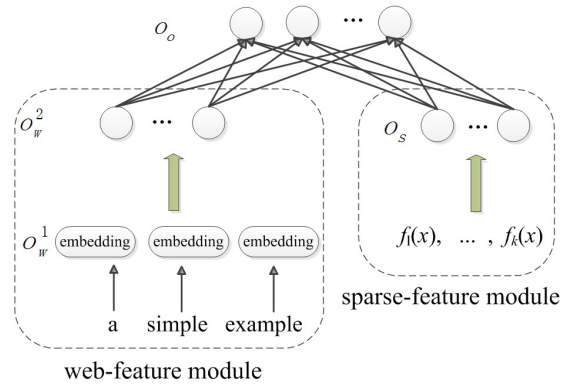 O_o ...
O_w^2 ... O_S ...
O_w^1 embedding embedding embedding f_1(x), ... , f_k(x)
a simple example
sparse-feature module
web-feature module